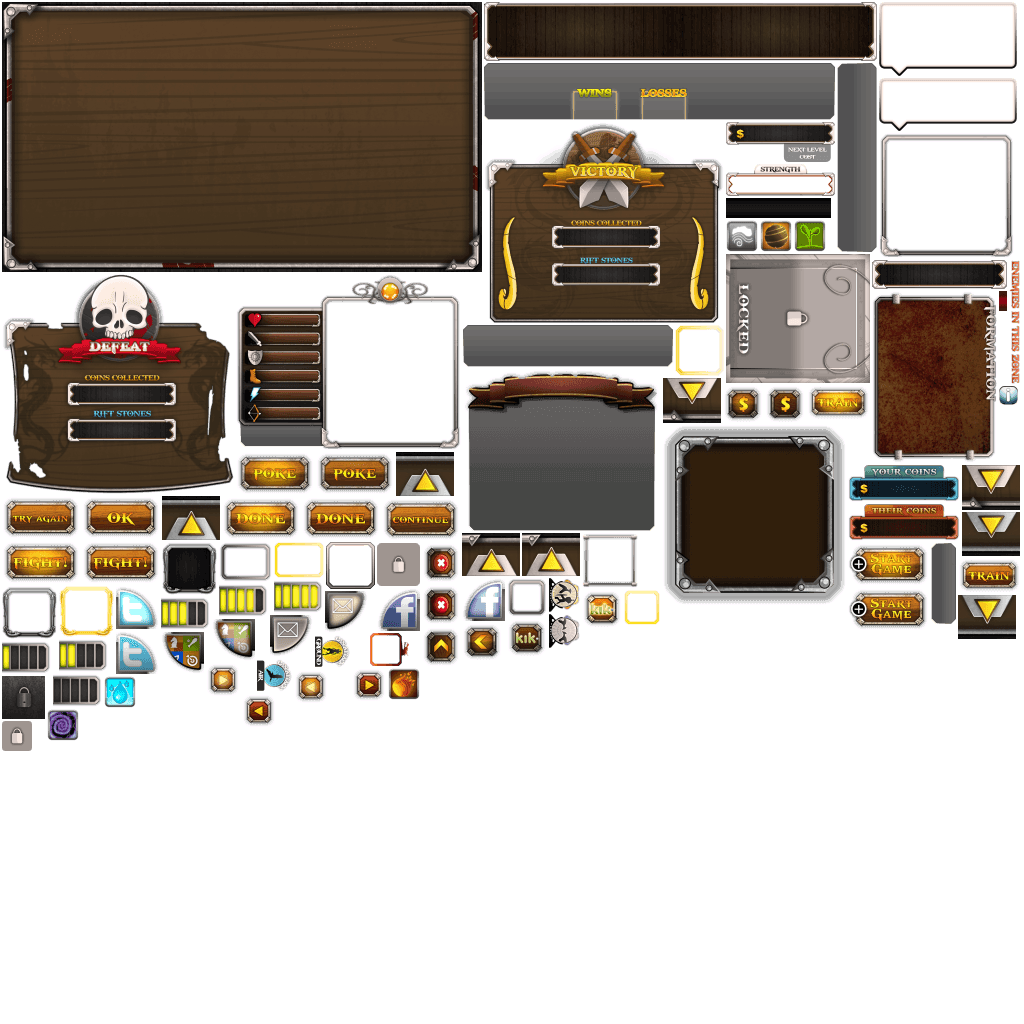 WINS
LOSSES
$
NEXT LEVEL
COST
STRENGTH
VICTORY
COINS COLLECTED
RIFT STONES
LOCKED
ENEMIES IN THIS ZONE
FORMATION
i
DEFEAT
COINS COLLECTED
RIFT STONES
$
$
TRAIN
POKE
POKE
YOUR COINS
$
THEIR COINS
$
TRY AGAIN
OK
DONE
DONE
CONTINUE
FIGHT!
FIGHT!
START
GAME
TRAIN
START
GAME
kik·
kik·
GROUND
AIR